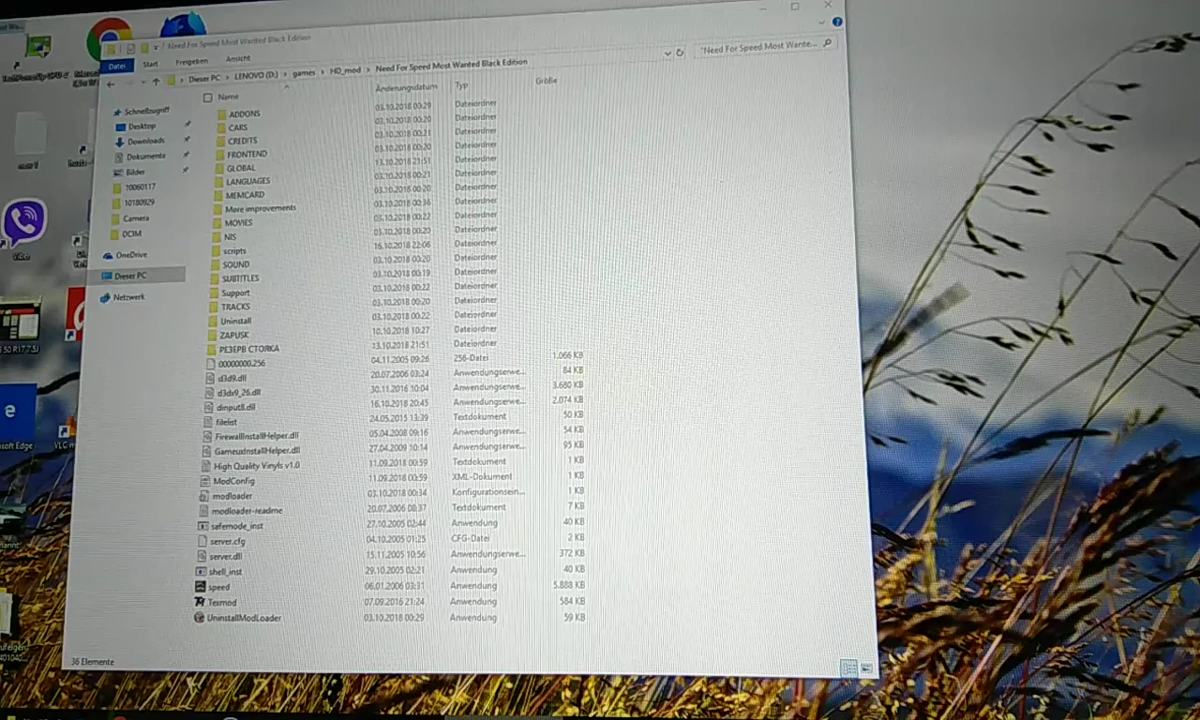 Need For Speed Most Wanted Black Edition
Datei Start Freigeben Ansicht
Dieser PC > LENOVO (D:) > games > HD_mod > Need For Speed Most Wanted Black Edition
"Need For Speed Most Wante...
Name Änderungsdatum Typ Größe
Schnellzugriff
Desktop
Downloads
Dokumente
Bilder
10060117
10180929
Camera
DCIM
OneDrive
Dieser PC
Netzwerk
ADDONS 03.10.2018 00:29 Dateiordner
CARS 03.10.2018 00:20 Dateiordner
CREDITS 03.10.2018 00:21 Dateiordner
FRONTEND 03.10.2018 00:20 Dateiordner
GLOBAL 13.10.2018 21:51 Dateiordner
LANGUAGES 03.10.2018 00:21 Dateiordner
MEMCARD 03.10.2018 00:20 Dateiordner
More improvements 03.10.2018 00:36 Dateiordner
MOVIES 03.10.2018 00:22 Dateiordner
NIS 03.10.2018 00:20 Dateiordner
scripts 16.10.2018 22:06 Dateiordner
SOUND 03.10.2018 00:20 Dateiordner
SUBTITLES 03.10.2018 00:19 Dateiordner
Support 03.10.2018 00:22 Dateiordner
TRACKS 03.10.2018 00:20 Dateiordner
Uninstall 03.10.2018 00:22 Dateiordner
ZAPUSK 10.10.2018 10:27 Dateiordner
РЕЗЕРВ СТОКА 13.10.2018 21:51 Dateiordner
00000000.256 04.11.2005 09:26 256-Datei 1.066 KB
d3d9.dll 20.07.2006 03:24 Anwendungserwe... 84 KB
d3dx9_26.dll 30.11.2016 10:04 Anwendungserwe... 3.680 KB
dinput8.dll 16.10.2018 20:45 Anwendungserwe... 2.074 KB
filelist 24.05.2015 13:39 Textdokument 50 KB
FirewallInstallHelper.dll 05.04.2008 09:16 Anwendungserwe... 54 KB
GameuxInstallHelper.dll 27.04.2009 10:14 Anwendungserwe... 95 KB
High Quality Vinyls v1.0 11.09.2018 00:59 Textdokument 1 KB
ModConfig 11.09.2018 00:59 XML-Dokument 1 KB
modloader 03.10.2018 00:34 Konfigurationsein... 1 KB
modloader-readme 20.07.2006 08:37 Textdokument 7 KB
safemode_inst 27.10.2005 02:44 Anwendung 40 KB
server.cfg 04.10.2005 01:25 CFG-Datei 2 KB
server.dll 15.11.2005 10:56 Anwendungserwe... 372 KB
shell_inst 29.10.2005 02:21 Anwendung 40 KB
speed 06.01.2006 03:31 Anwendung 5.888 KB
Texmod 07.09.2016 21:24 Anwendung 584 KB
UninstallModLoader 03.10.2018 00:29 Anwendung 59 KB
36 Elemente
Viber